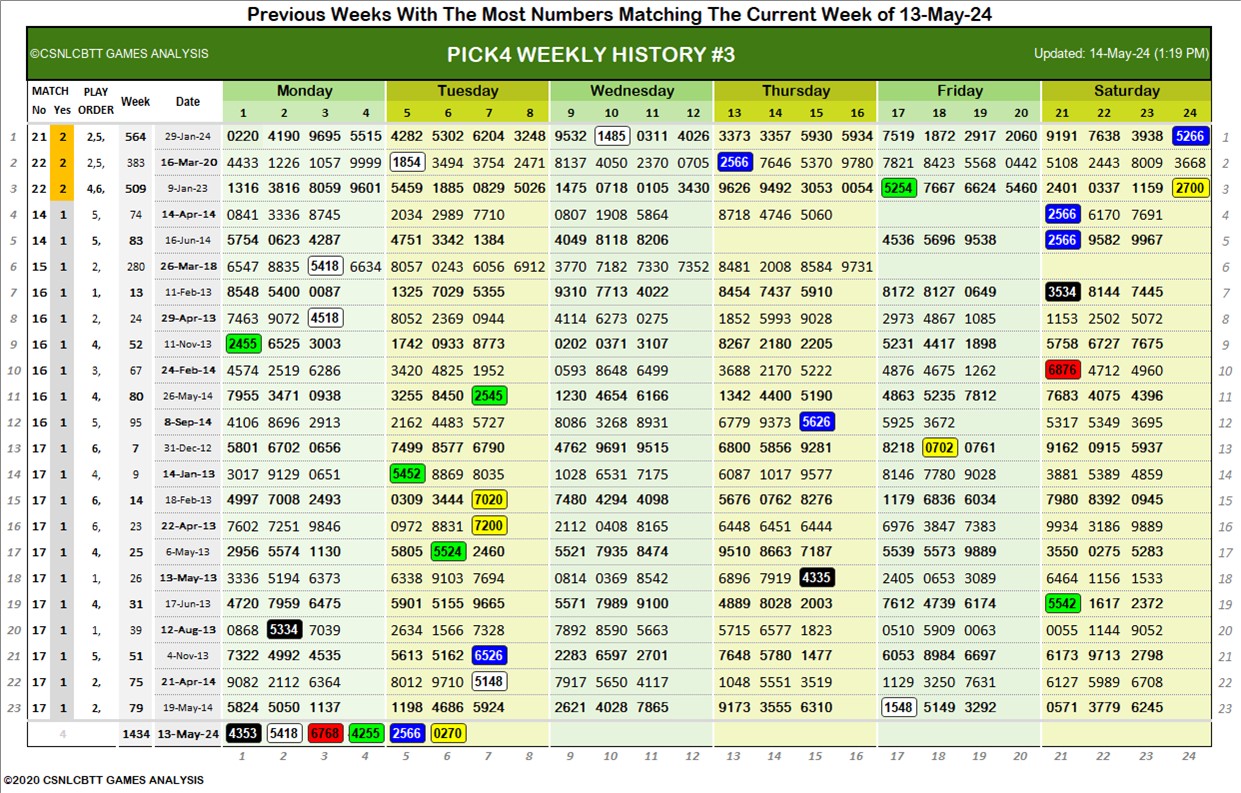 Previous Weeks With The Most Numbers Matching The Current Week of 13-May-24
©CSNLCBTT GAMES ANALYSIS PICK4 WEEKLY HISTORY #3 Updated: 14-May-24 (1:19 PM)
MATCH PLAY Week Date Monday Tuesday Wednesday Thursday Friday Saturday
No Yes ORDER 1 2 3 4 5 6 7 8 9 10 11 12 13 14 15 16 17 18 19 20 21 22 23 24
1 21 2 2,5, 564 29-Jan-24 0220 4190 9695 5515 4282 5302 6204 3248 9532 1485 0311 4026 3373 3357 5930 5934 7519 1872 2917 2060 9191 7638 3938 5266 1
2 22 2 2,5, 383 16-Mar-20 4433 1226 1057 9999 1854 3494 3754 2471 8137 4050 2370 0705 2566 7646 5370 9780 7821 8423 5568 0442 5108 2443 8009 3668 2
3 22 2 4,6, 509 9-Jan-23 1316 3816 8059 9601 5459 1885 0829 5026 1475 0718 0105 3430 9626 9492 3053 0054 5254 7667 6624 5460 2401 0337 1159 2700 3
4 14 1 5, 74 14-Apr-14 0841 3336 8745 2034 2989 7710 0807 1908 5864 8718 4746 5060 2566 6170 7691 4
5 14 1 5, 83 16-Jun-14 5754 0623 4287 4751 3342 1384 4049 8118 8206 4536 5696 9538 2566 9582 9967 5
6 15 1 2, 280 26-Mar-18 6547 8835 5418 6634 8057 0243 6056 6912 3770 7182 7330 7352 8481 2008 8584 9731 6
7 16 1 1, 13 11-Feb-13 8548 5400 0087 1325 7029 5355 9310 7713 4022 8454 7437 5910 8172 8127 0649 3534 8144 7445 7
8 16 1 2, 24 29-Apr-13 7463 9072 4518 8052 2369 0944 4114 6273 0275 1852 5993 9028 2973 4867 1085 1153 2502 5072 8
9 16 1 4, 52 11-Nov-13 2455 6525 3003 1742 0933 8773 0202 0371 3107 8267 2180 2205 5231 4417 1898 5758 6727 7675 9
10 16 1 3, 67 24-Feb-14 4574 2519 6286 3420 4825 1952 0593 8648 6499 3688 2170 5222 4876 4675 1262 6876 4712 4960 10
11 16 1 4, 80 26-May-14 7955 3471 0938 3255 8450 2545 1230 4654 6166 1342 4400 5190 4863 5235 7812 7683 4075 4396 11
12 16 1 5, 95 8-Sep-14 4106 8696 2913 2162 4483 5727 8086 3268 8931 6779 9373 5626 5925 3672 5317 5349 3695 12
13 17 1 6, 7 31-Dec-12 5801 6702 0656 7499 8577 6790 4762 9691 9515 6800 5856 9281 8218 0702 0761 9162 0915 5937 13
14 17 1 4, 9 14-Jan-13 3017 9129 0651 5452 8869 8035 1028 6531 7175 6087 1017 9577 8146 7780 9028 3881 5389 4859 14
15 17 1 6, 14 18-Feb-13 4997 7008 2493 0309 3444 7020 7480 4294 4098 5676 0762 8276 1179 6836 6034 7980 8392 0945 15
16 17 1 6, 23 22-Apr-13 7602 7251 9846 0972 8831 7200 2112 0408 8165 6448 6451 6444 6976 3847 7383 9934 3186 9889 16
17 17 1 4, 25 6-May-13 2956 5574 1130 5805 5524 2460 5521 7935 8474 9510 8663 7187 5539 5573 9889 3550 0275 5283 17
18 17 1 1, 26 13-May-13 3336 5194 6373 6338 9103 7694 0814 0369 8542 6896 7919 4335 2405 0653 3089 6464 1156 1533 18
19 17 1 4, 31 17-Jun-13 4720 7959 6475 5901 5155 9665 5571 7989 9100 4889 8028 2003 7612 4739 6174 5542 1617 2372 19
20 17 1 1, 39 12-Aug-13 0868 5334 7039 2634 1566 7328 7892 8590 5663 5715 6577 1823 0510 5909 0063 0055 1144 9052 20
21 17 1 5, 51 4-Nov-13 7322 4992 4535 5613 5162 6526 2283 6597 2701 7648 5780 1477 6053 8984 6697 6173 9713 2798 21
22 17 1 2, 75 21-Apr-14 9082 2112 6364 8012 9710 5148 7917 5650 4117 1048 5551 3519 1129 3250 7631 6127 5989 6708 22
23 17 1 2, 79 19-May-14 5824 5050 1137 1198 4686 5924 2621 4028 7865 9173 3555 6310 1548 5149 3292 0571 3779 6245 23
4 1434 13-May-24 4353 5418 6768 4255 2566 0270
1 2 3 4 5 6 7 8 9 10 11 12 13 14 15 16 17 18 19 20 21 22 23 24
©2020 CSNLCBTT GAMES ANALYSIS